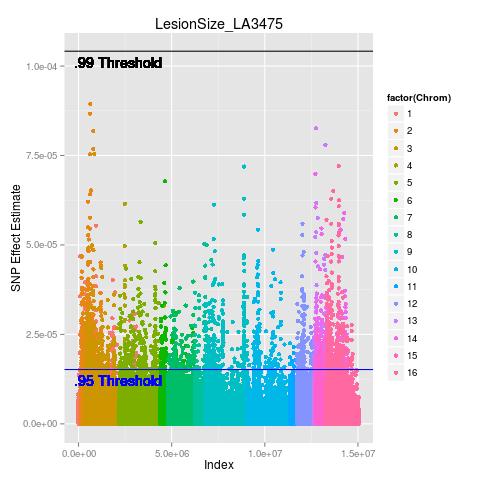 LesionSize_LA3475
.99 Threshold
.95 Threshold
1.0e-04
7.5e-05
5.0e-05
2.5e-05
0.0e+00
SNP Effect Estimate
0.0e+00 5.0e+06 1.0e+07 1.5e+07
Index
factor(Chrom)
1
2
3
4
5
6
7
8
9
10
11
12
13
14
15
16